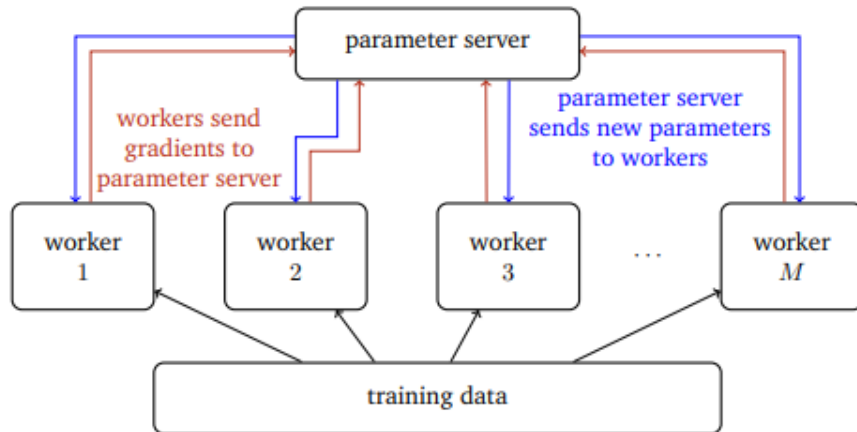 parameter server
workers send
gradients to
parameter server
parameter server
sends new parameters
to workers
worker
1
worker
2
worker
3
...
worker
M
training data